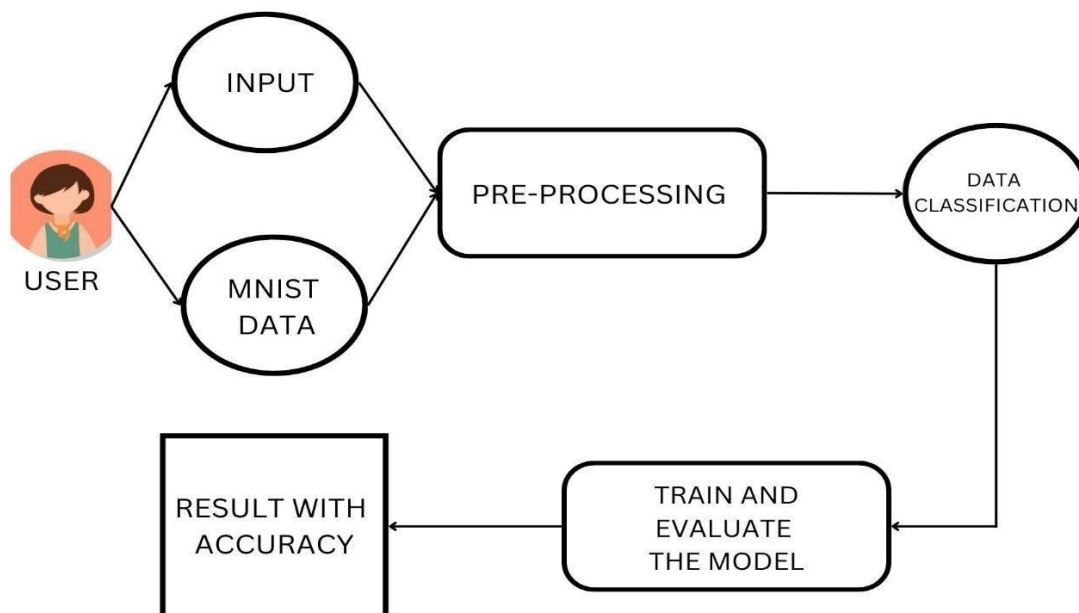 INPUT
USER
MNIST
DATA
PRE-PROCESSING
DATA
CLASSIFICATION
TRAIN AND
EVALUATE
THE MODEL
RESULT WITH
ACCURACY